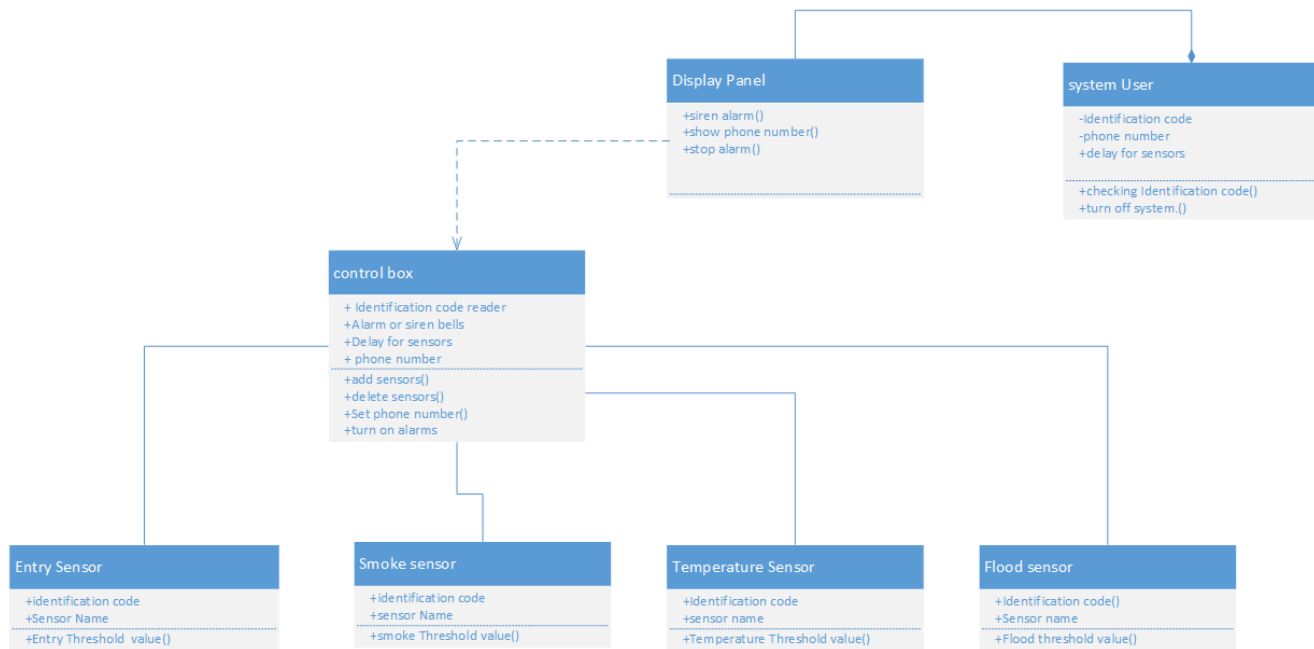 Display Panel
+siren alarm()
+show phone number()
+stop alarm()
system User
-Identification code
-phone number
+delay for sensors
+checking Identification code()
+turn off system.()
control box
+ Identification code reader
+Alarm or siren bells
+Delay for sensors
+ phone number
+add sensors()
+delete sensors()
+Set phone number()
+turn on alarms
Entry Sensor
+identification code
+Sensor Name
+Entry Threshold value()
Smoke sensor
+identification code
+sensor Name
+smoke Threshold value()
Temperature Sensor
+Identification code
+sensor name
+Temperature Threshold value()
Flood sensor
+Identification code()
+Sensor name
+Flood threshold value()